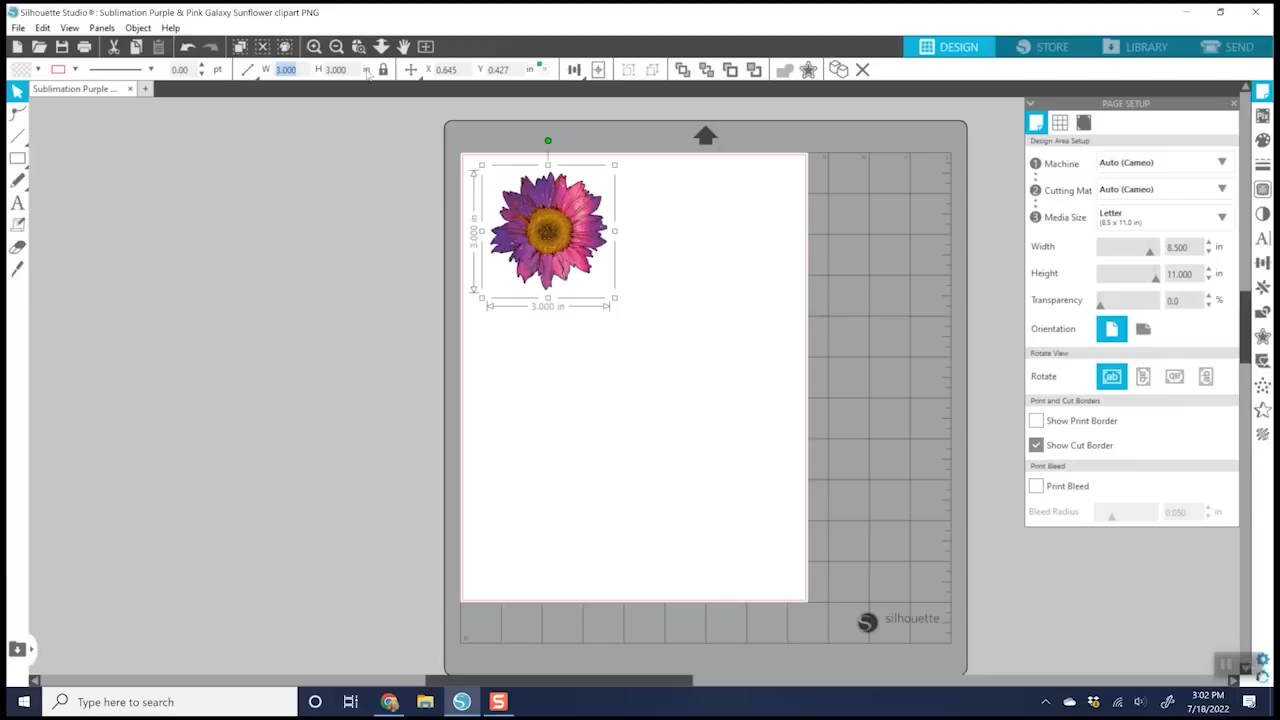 Silhouette Studio®: Sublimation Purple & Pink Galaxy Sunflower clipart PNG
File Edit View Panels Object Help
DESIGN STORE LIBRARY SEND
0.00 pt W 3.000 H 3.000 in X 0.645 Y 0.427 in
Sublimation Purple ...
PAGE SETUP
Design Area Setup
1 Machine Auto (Cameo)
2 Cutting Mat Auto (Cameo)
3 Media Size Letter
(8.5 x 11.0 in)
Width 8.500 in
Height 11.000 in
Transparency 0.0 %
Orientation
Rotate View
Rotate
Print and Cut Borders
Show Print Border
Show Cut Border
Print Bleed
Print Bleed
Bleed Radius 0.050 in
3.000 in
3.000 in
silhouette
Type here to search
3:02 PM
7/18/2022